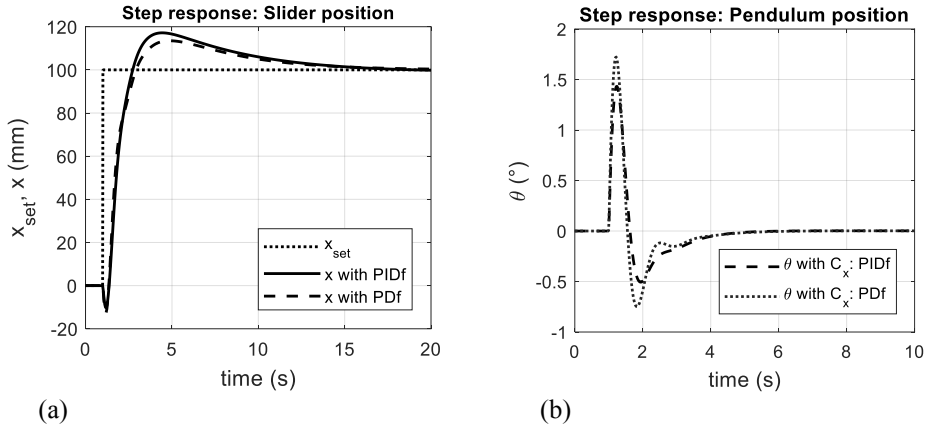 Step response: Slider position
120
100
80
60
40
20
0
-20
x_set, x (mm)
x_set
x with PIDf
x with PDf
0 5 10 15 20
time (s)
(a)
Step response: Pendulum position
2
1.5
1
0.5
0
-0.5
-1
θ (°)
θ with C_x: PIDf
θ with C_x: PDf
0 2 4 6 8 10
time (s)
(b)